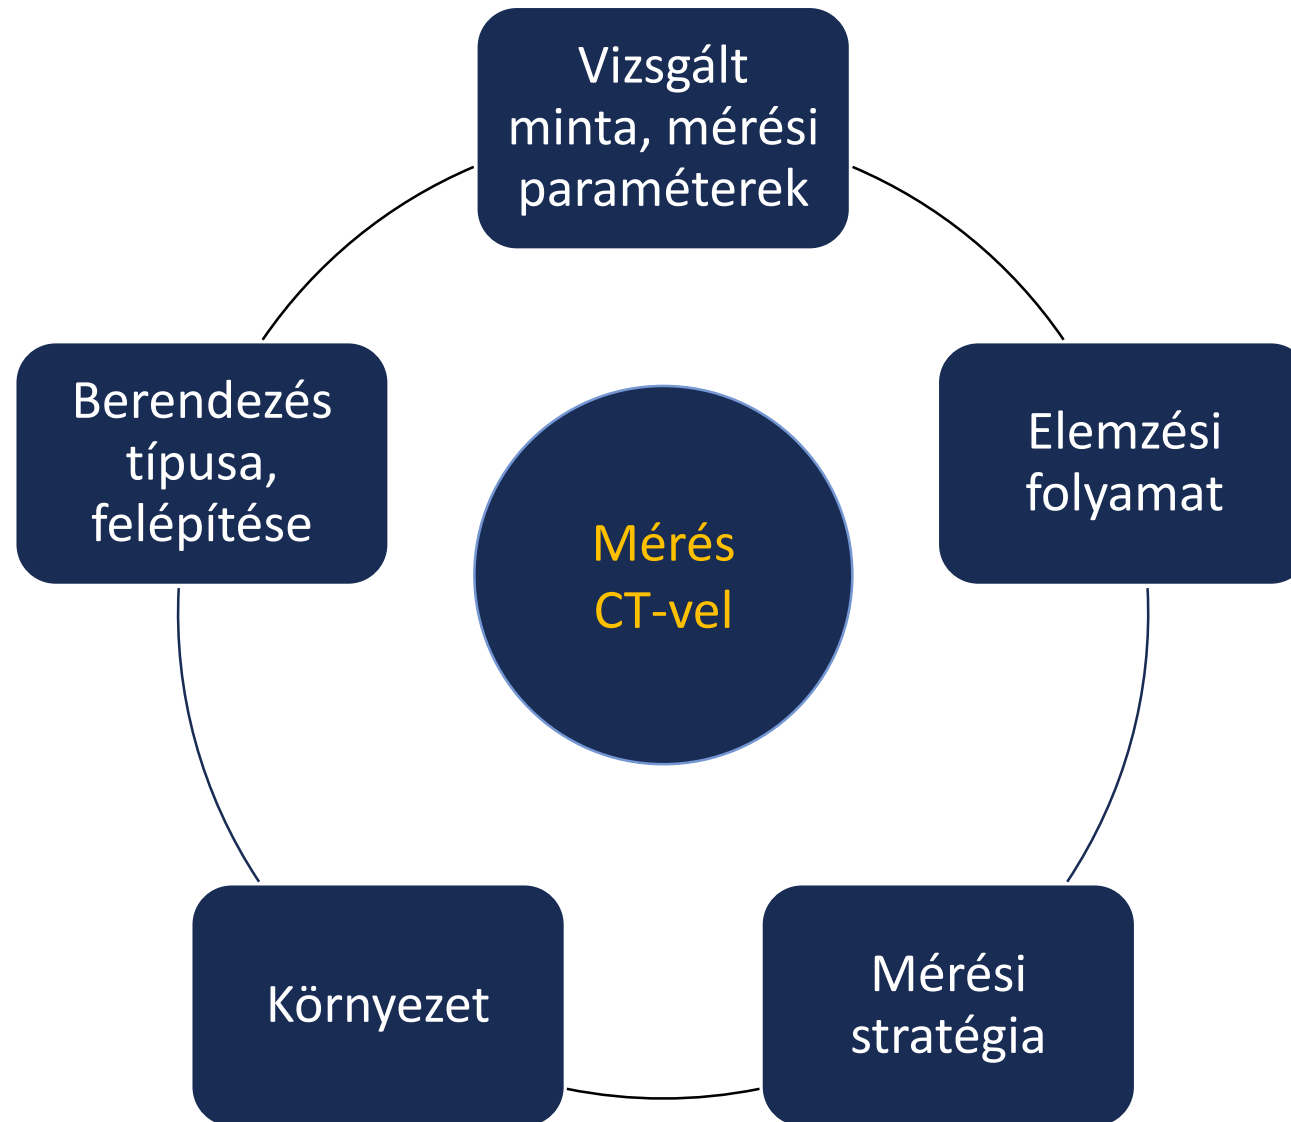 Vizsgált
minta, mérési
paraméterek
Berendezés
típusa,
felépítése
Elemzési
folyamat
Mérés
CT-vel
Környezet
Mérési
stratégia